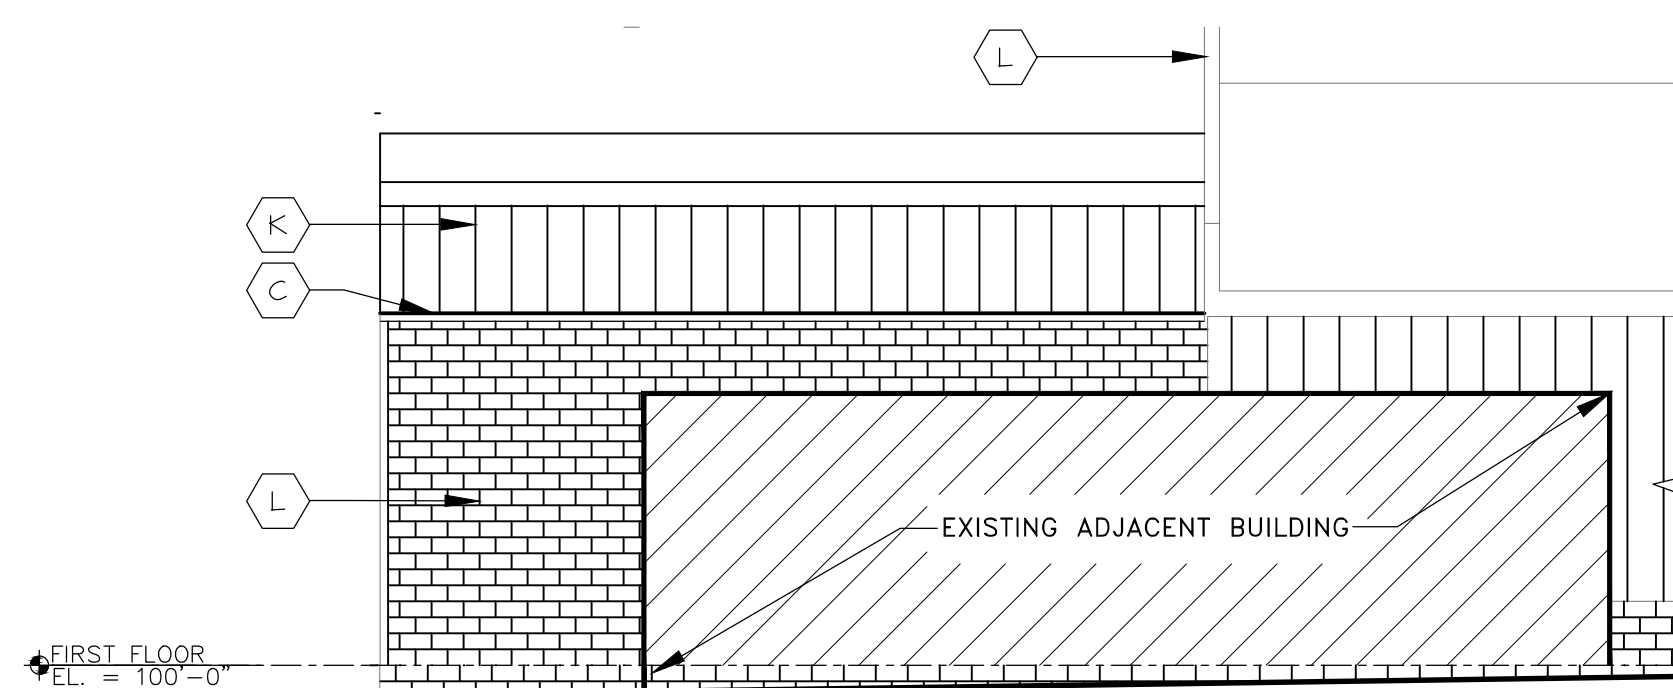 L
K
C
L
EXISTING ADJACENT BUILDING
FIRST FLOOR
EL. = 100'-0"